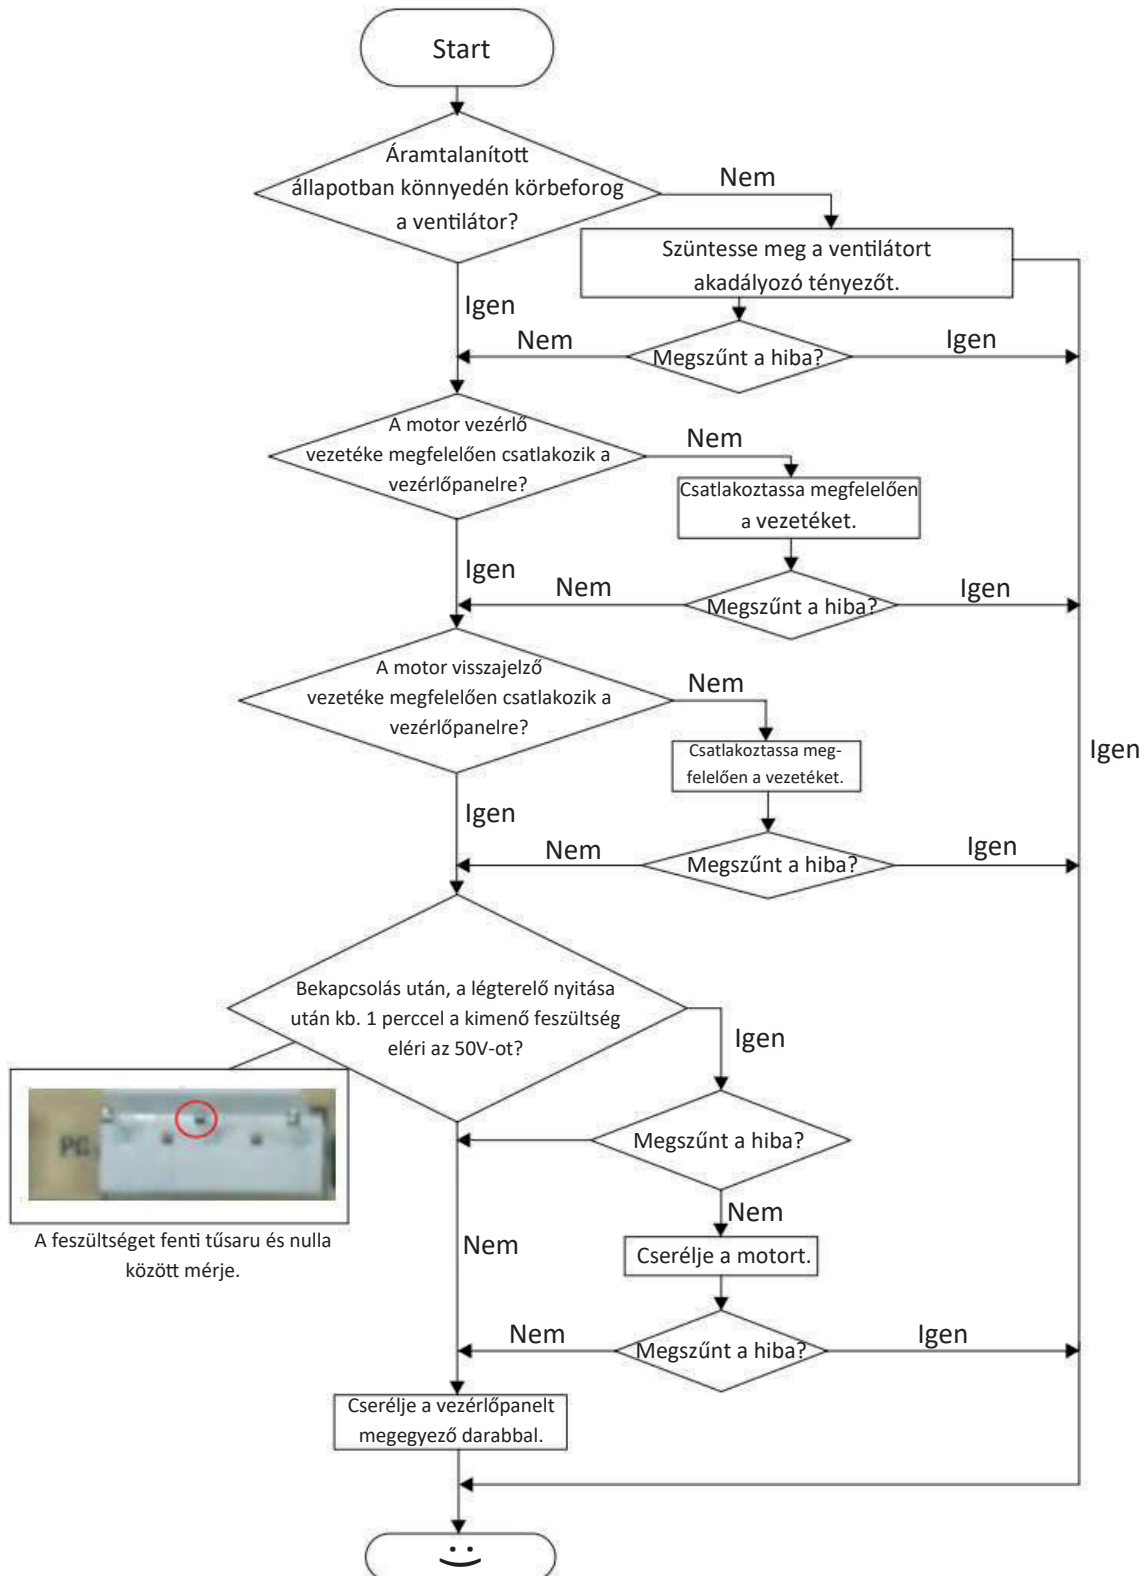 Start
Áramtalanított
állapotban könnyedén körbeforog
a ventilátor?
Nem
Szüntesse meg a ventilátort
akadályozó tényezőt.
Igen
Nem
Megszűnt a hiba?
Igen
A motor vezérlő
vezetéke megfelelően csatlakozik a
vezérlőpanelre?
Nem
Csatlakoztassa megfelelően
a vezetéket.
Igen
Nem
Megszűnt a hiba?
Igen
A motor visszajelző
vezetéke megfelelően csatlakozik a
vezérlőpanelre?
Nem
Csatlakoztassa meg-
felelően a vezetéket.
Igen
Igen
Nem
Megszűnt a hiba?
Igen
Bekapcsolás után, a légterelő nyitása
után kb. 1 perccel a kimenő feszültség
eléri az 50V-ot?
Igen
PG
A feszültséget fenti tűsaru és nulla
között mérje.
Megszűnt a hiba?
Nem
Nem
Cserélje a motort.
Nem
Megszűnt a hiba?
Igen
Cserélje a vezérlőpanelt
megegyező darabbal.